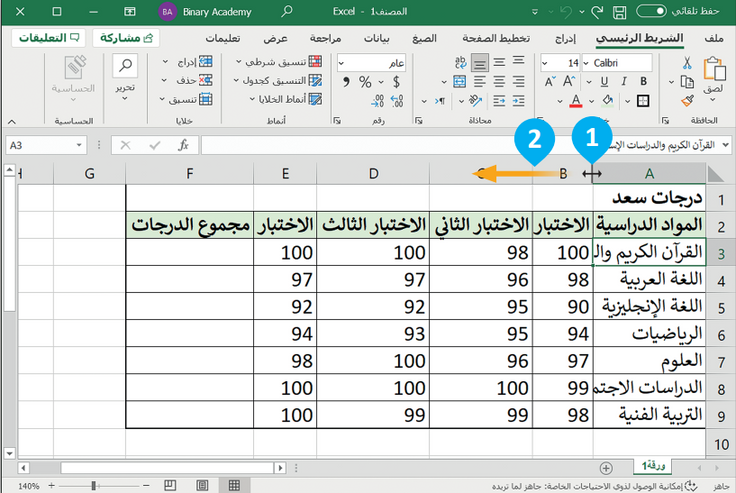 حفظ تلقائي المصنف1 - Excel Binary Academy BA
ملف الشريط الرئيسي إدراج تخطيط الصفحة الصيغ بيانات مراجعة عرض تعليمات مشاركة التعليقات
لصق Calibri 14 عام تنسيق شرطي إدراج تحرير الحساسية
B I U التنسيق كجدول حذف
أنماط الخلايا تنسيق
الحافظة محاذاة رقم أنماط خلايا الحساسية
A3 fx القرآن الكريم والدراسات
1 2
A B C D E F G H
1 درجات سعد
2 المواد الدراسية الاختبار الاختبار الثاني الاختبار الثالث الاختبار مجموع الدرجات
3 القرآن الكريم وال 100 98 100 100
4 اللغة العربية 98 96 97 97
5 اللغة الإنجليزية 90 95 92 92
6 الرياضيات 94 95 93 94
7 العلوم 97 96 100 98
8 الدراسات الاجتم 99 100 100 100
9 التربية الفنية 98 99 99 100
10
ورقة1
جاهز إمكانية الوصول لذوي الاحتياجات الخاصة: جاهز لما تريده 140%